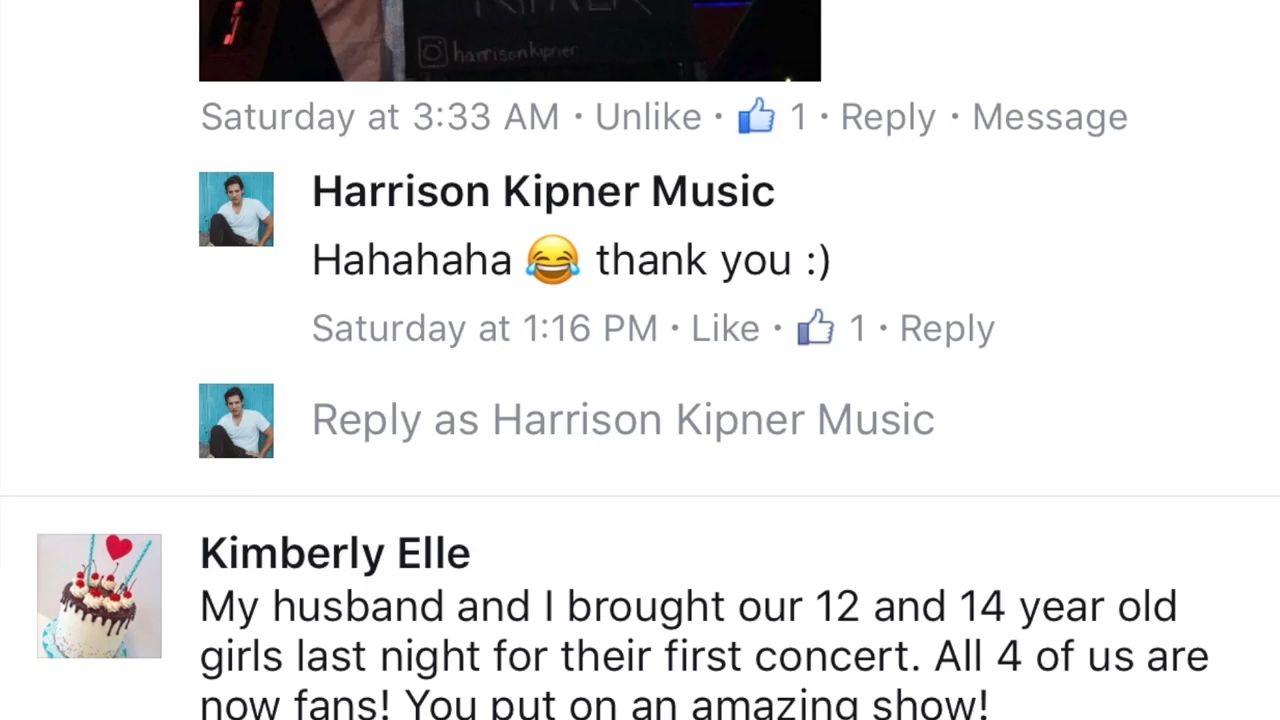 KIPNER
harrisonkipner
Saturday at 3:33 AM · Unlike · 1 · Reply · Message
Harrison Kipner Music
Hahahaha 😂 thank you :)
Saturday at 1:16 PM · Like · 1 · Reply
Reply as Harrison Kipner Music
Kimberly Elle
My husband and I brought our 12 and 14 year old
girls last night for their first concert. All 4 of us are
now fans! You put on an amazing show!